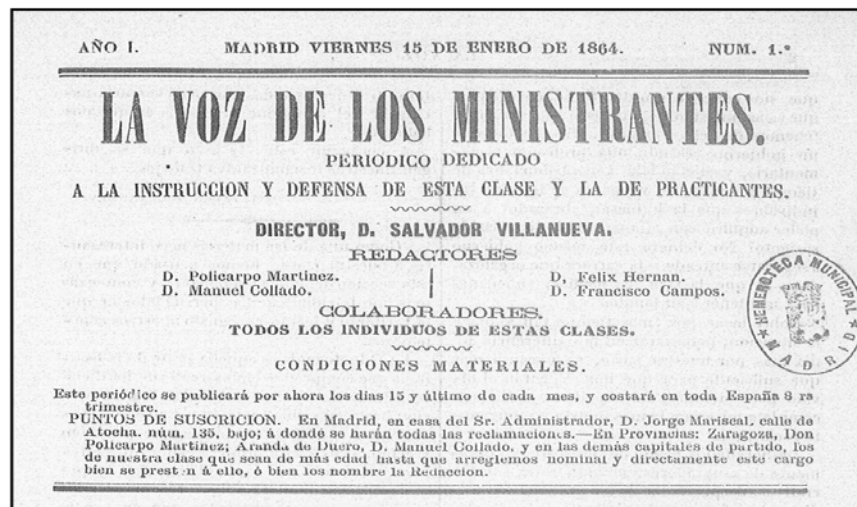 AÑO I. MADRID VIERNES 15 DE ENERO DE 1864. NUM. 1.º
LA VOZ DE LOS MINISTRANTES.
PERIODICO DEDICADO
A LA INSTRUCCION Y DEFENSA DE ESTA CLASE Y LA DE PRACTICANTES.
DIRECTOR, D. SALVADOR VILLANUEVA.
REDACTORES
D. Policarpo Martinez. D. Felix Hernan.
D. Manuel Collado. D. Francisco Campos.
COLABORADORES.
TODOS LOS INDIVIDUOS DE ESTAS CLASES.
CONDICIONES MATERIALES.
Este periódico se publicará por ahora los dias 15 y último de cada mes, y costará en toda España 8 rs
trimestre.
PUNTOS DE SUSCRICION. En Madrid, en casa del Sr. Administrador, D. Jorge Mariscal, calle de
Atocha, núm. 135, bajo; á donde se harán todas las reclamaciones.—En Provincias: Zaragoza, Don
Policarpo Martinez; Aranda de Duero, D. Manuel Collado, y en las demás capitales de partido, los
de nuestra clase que sean de más edad hasta que arreglemos nominal y directamente este cargo
bien se presten á ello, ó bien los nombre la Redaccion.
HEMEROTECA MUNICIPAL
MADRID